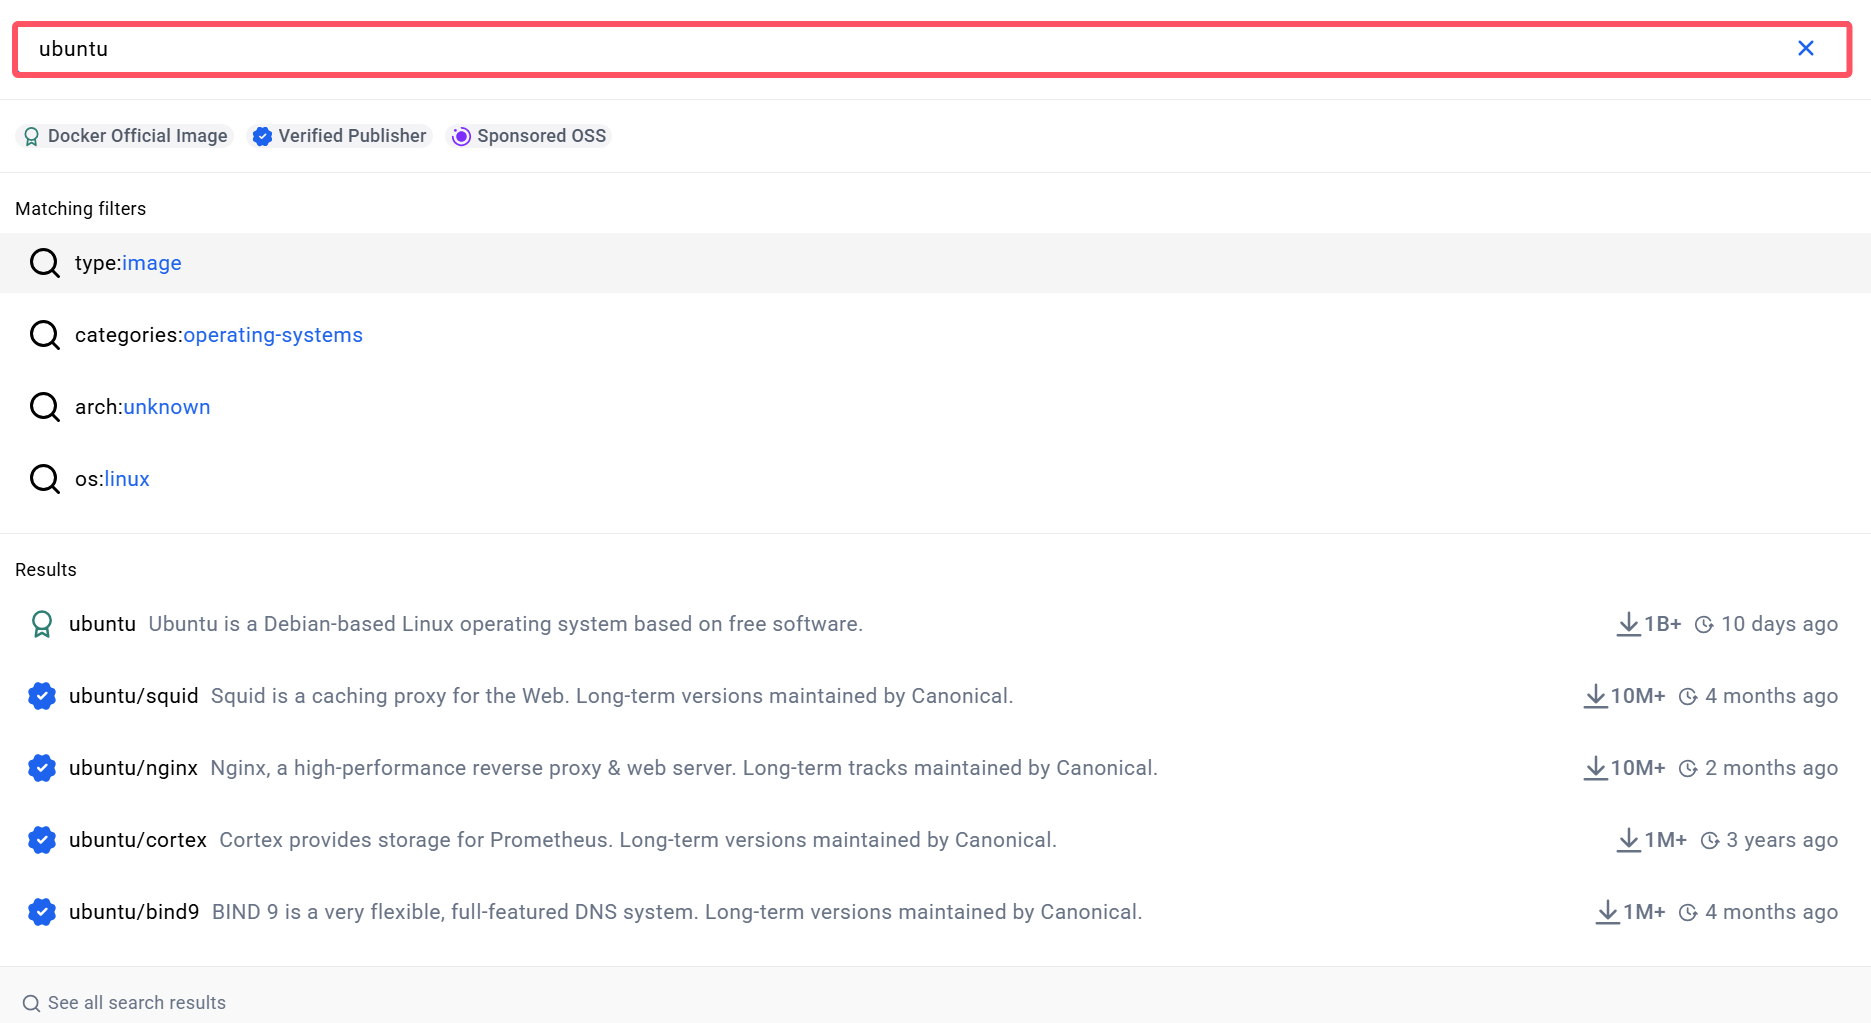 ubuntu
Docker Official Image Verified Publisher Sponsored OSS
Matching filters
type:image
categories:operating-systems
arch:unknown
os:linux
Results
ubuntu Ubuntu is a Debian-based Linux operating system based on free software. 1B+ 10 days ago
ubuntu/squid Squid is a caching proxy for the Web. Long-term versions maintained by Canonical. 10M+ 4 months ago
ubuntu/nginx Nginx, a high-performance reverse proxy & web server. Long-term tracks maintained by Canonical. 10M+ 2 months ago
ubuntu/cortex Cortex provides storage for Prometheus. Long-term versions maintained by Canonical. 1M+ 3 years ago
ubuntu/bind9 BIND 9 is a very flexible, full-featured DNS system. Long-term versions maintained by Canonical. 1M+ 4 months ago
See all search results